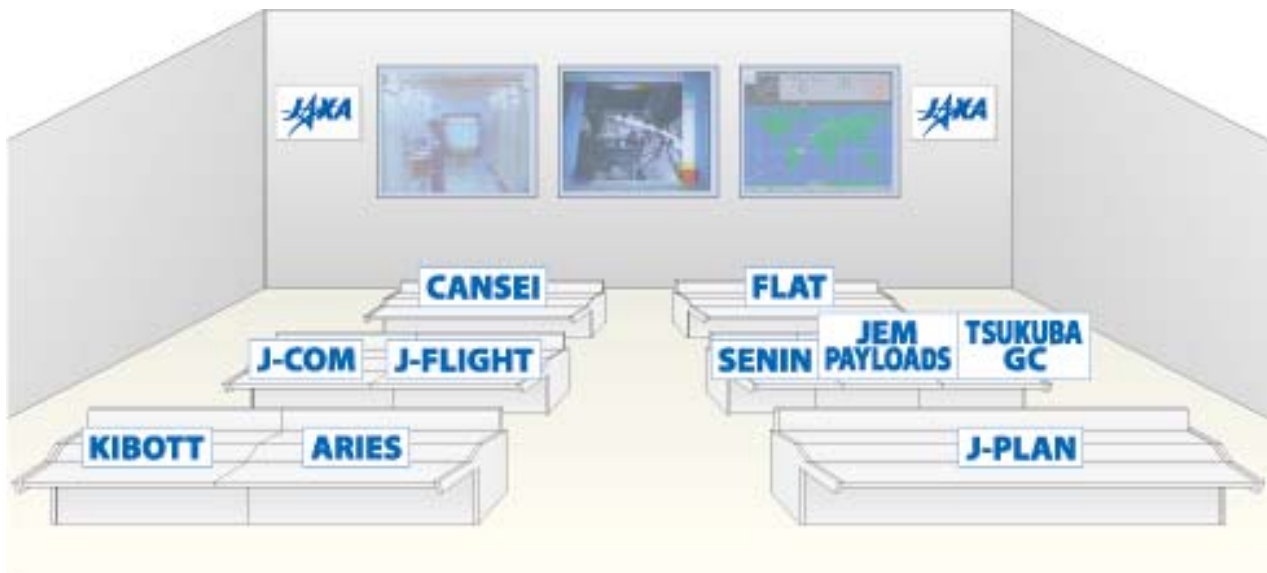 JAXA
JAXA
CANSEI
FLAT
J-COM
J-FLIGHT
SENIN
JEM
PAYLOADS
TSUKUBA
GC
KIBOTT
ARIES
J-PLAN